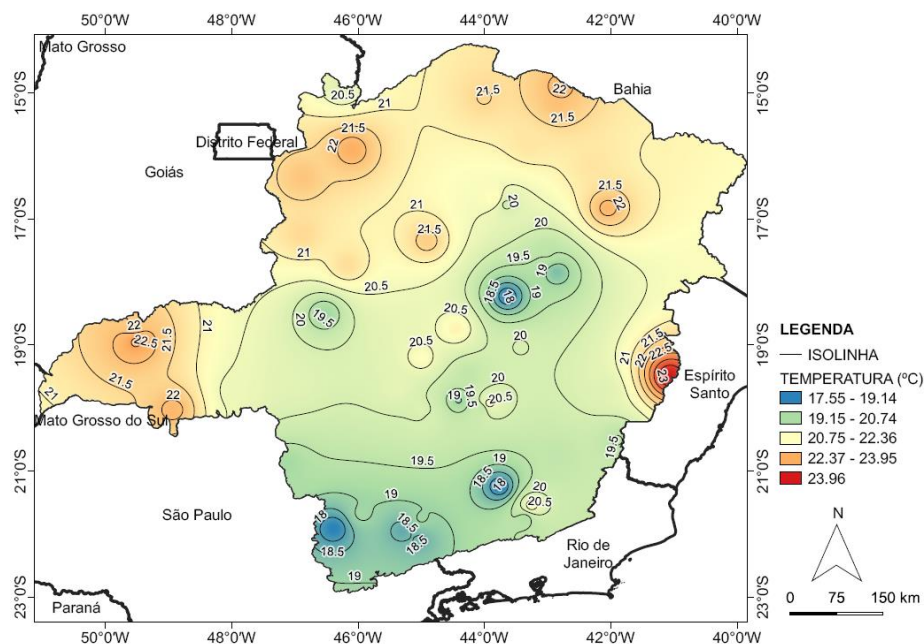 50°0'W 48°0'W 46°0'W 44°0'W 42°0'W 40°0'W
Mato Grosso
15°0'S
20.5
21
21.5
22
Bahia
15°0'S
21.5
Distrito Federal
21.5
22
Goiás
21.5
22
20
17°0'S
21
21.5
20
17°0'S
21
19.5
19
20.5
18.5
18
19
20
19.5
22
22.5
21.5
21
20.5
20
21.5
19°0'S
21
22
22.5
23
19°0'S
Espírito
Santo
21.5
21
22
19.5
20
20.5
Mato Grosso do Sul
19.5
19.5
19
21°0'S
18.5
18
20
20.5
21°0'S
19
São Paulo
18
18.5
18.5
18.5
Rio de
Janeiro
19
23°0'S
Paraná
23°0'S
50°0'W 48°0'W 46°0'W 44°0'W 42°0'W 40°0'W
LEGENDA
ISOLINHA
TEMPERATURA (ºC)
17.55 - 19.14
19.15 - 20.74
20.75 - 22.36
22.37 - 23.95
23.96
N
0 75 150 km